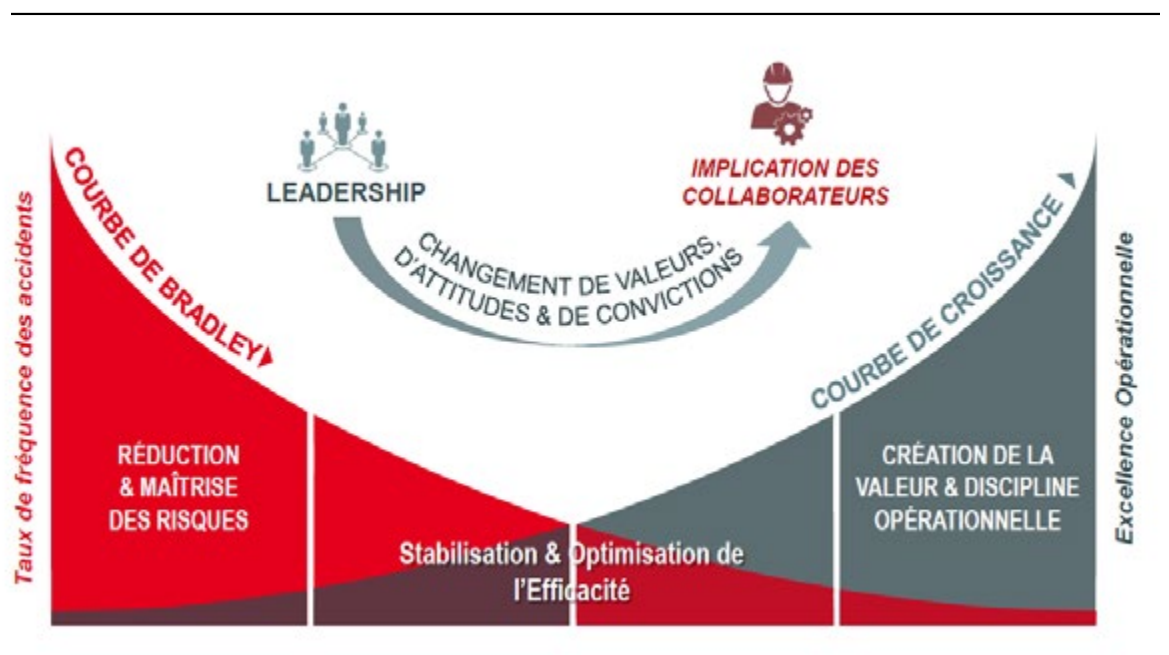 LEADERSHIP
IMPLICATION DES
COLLABORATEURS
COURBE DE BRADLEY
CHANGEMENT DE VALEURS,
D'ATTITUDES & DE CONVICTIONS
COURBE DE CROISSANCE
Taux de fréquence des accidents
Excellence Opérationnelle
RÉDUCTION
& MAÎTRISE
DES RISQUES
CRÉATION DE LA
VALEUR & DISCIPLINE
OPÉRATIONNELLE
Stabilisation & Optimisation de
l'Efficacité